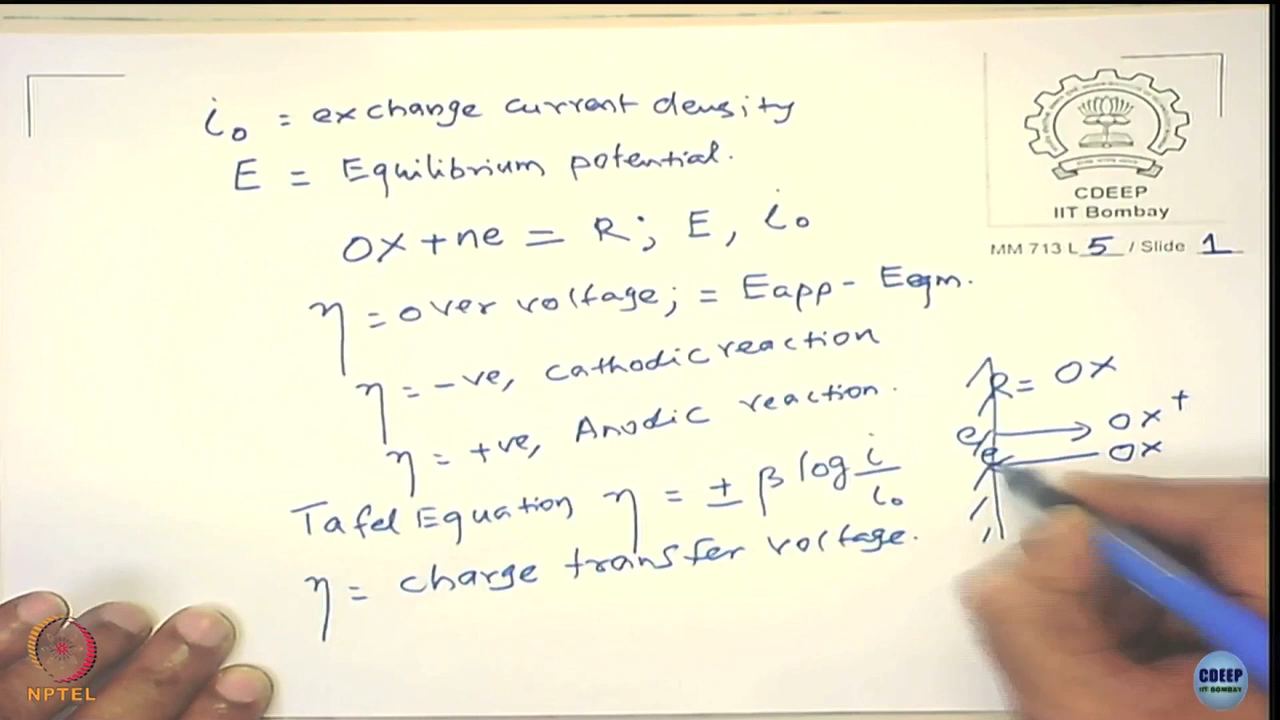 i₀ = exchange current density
E = Equilibrium potential.
OX + ne = R; E, i₀
η = over voltage; = Eapp - Eqm.
η = -ve, cathodic reaction
η = +ve, Anodic reaction.
Tafel Equation η = ± β log i/i₀
η = charge transfer voltage.
R = OX
e OX+
e OX
CDEEP
IIT Bombay
MM 713 L 5 / Slide 1
NPTEL
CDEEP
IIT BOMBAY